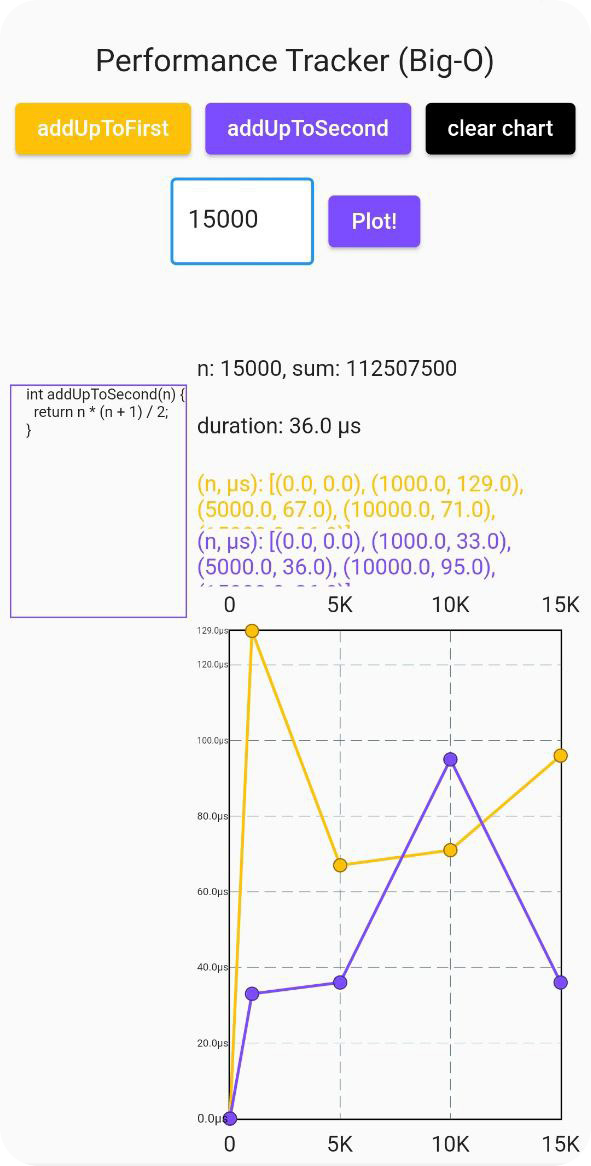 Performance Tracker (Big-O)
addUpToFirst addUpToSecond clear chart
15000 Plot!
n: 15000, sum: 112507500
int addUpToSecond(n) {
return n * (n + 1) / 2;
}
duration: 36.0 µs
(n, µs): [(0.0, 0.0), (1000.0, 129.0),
(5000.0, 67.0), (10000.0, 71.0),
(n, µs): [(0.0, 0.0), (1000.0, 33.0),
(5000.0, 36.0), (10000.0, 95.0),
0 5K 10K 15K
129.0µs
120.0µs
100.0µs
80.0µs
60.0µs
40.0µs
20.0µs
0.0µs
0 5K 10K 15K